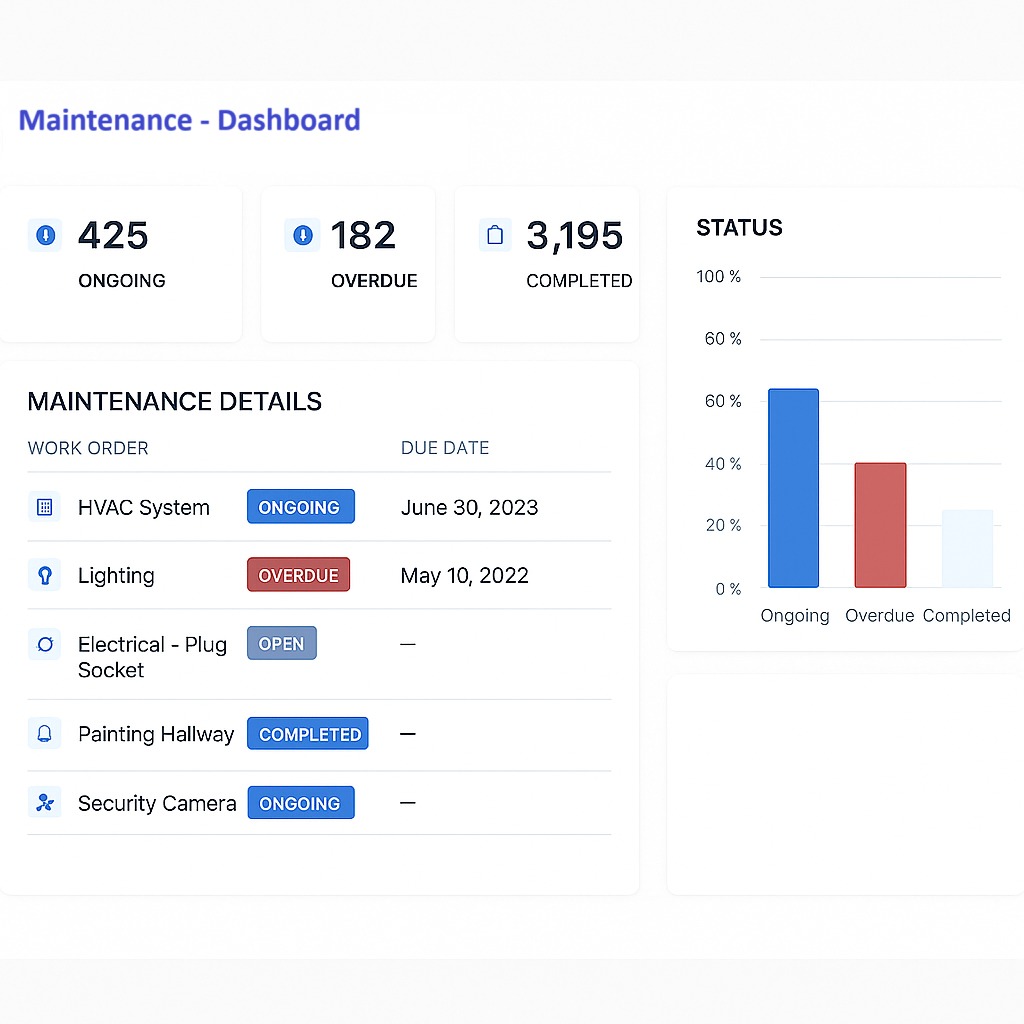 Maintenance - Dashboard
425
ONGOING
182
OVERDUE
3,195
COMPLETED
MAINTENANCE DETAILS
WORK ORDER DUE DATE
HVAC System ONGOING June 30, 2023
Lighting OVERDUE May 10, 2022
Electrical - Plug OPEN —
Socket
Painting Hallway COMPLETED —
Security Camera ONGOING —
STATUS
100 %
60 %
60 %
40 %
20 %
0 %
Ongoing Overdue Completed